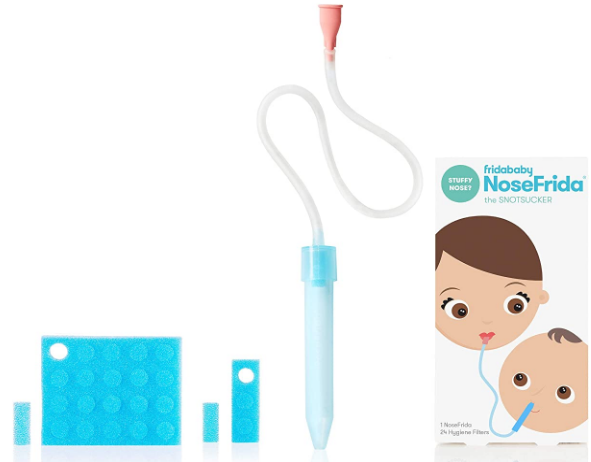 STUFFY
NOSE?
fridababy
NoseFrida®
the SNOTSUCKER
1 NoseFrida
24 Hygiene Filters